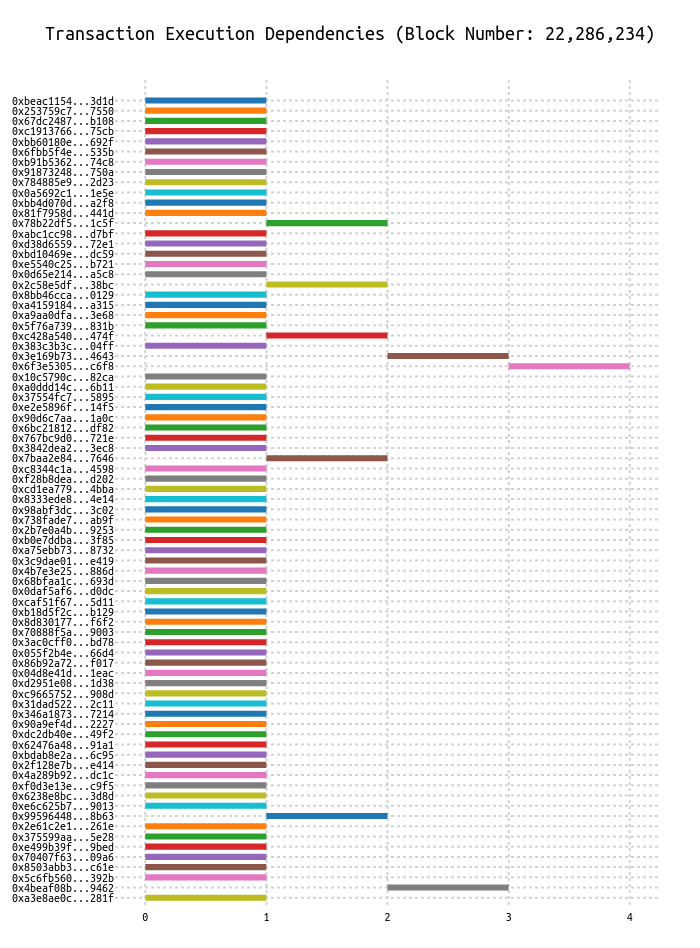 Transaction Execution Dependencies (Block Number: 22,286,234)
0xbeac1154...3d1d
0x253759c7...7550
0x67dc2487...b108
0xc1913766...75cb
0xbb60180e...692f
0x6fbb5f4e...535b
0xb91b5362...74c8
0x91873248...750a
0x784885e9...2d23
0x0a5692c1...1e5e
0xbb4d070d...a2f8
0x81f7958d...441d
0x78b22df5...1c5f
0xabc1cc98...d7bf
0xd38d6559...72e1
0xbd10469e...dc59
0xe5540c25...b721
0x0d65e214...a5c8
0x2c58e5df...38bc
0x8bb46cca...0129
0xa4159184...a315
0xa9aa0dfa...3e68
0x5f76a739...831b
0xc428a540...474f
0x383c3b3c...04ff
0x3e169b73...4643
0x6f3e5305...c6f8
0x10c5790c...82ca
0xa0ddd14c...6b11
0x37554fc7...5895
0xe2e5896f...14f5
0x90d6c7aa...1a0c
0x6bc21812...df82
0x767bc9d0...721e
0x3842dea2...3ec8
0x7baa2e84...7646
0xc8344c1a...4598
0xf28b8dea...d202
0xcd1ea779...4bba
0x8333ede8...4e14
0x98abf3dc...3c02
0x738fade7...ab9f
0x2b7e0a4b...9253
0xb0e7ddba...3f85
0xa75ebb73...8732
0x3c9dae01...e419
0x4b7e3e25...886d
0x68bfaa1c...693d
0x0daf5af6...d0dc
0xcaf51f67...5d11
0xb18d5f2c...b129
0x8d830177...f6f2
0x70888f5a...9003
0x3ac0cff0...bd78
0x055f2b4e...66d4
0x86b92a72...f017
0x04d8e41d...1eac
0xd2951e08...1d38
0xc9665752...908d
0x31dad522...2c11
0x346a1873...7214
0x90a9ef4d...2227
0xdc2db40e...49f2
0x62476a48...91a1
0xbdab8e2a...6c95
0x2f128e7b...e414
0x4a289b92...dc1c
0xf0d3e13e...c9f5
0x6238e8bc...3d8d
0xe6c625b7...9013
0x99596448...8b63
0x2e61c2e1...261e
0x375599aa...5e28
0xe499b39f...9bed
0x70407f63...09a6
0x8503abb3...c61e
0x5c6fb560...392b
0x4beaf08b...9462
0xa3e8ae0c...281f
0 1 2 3 4